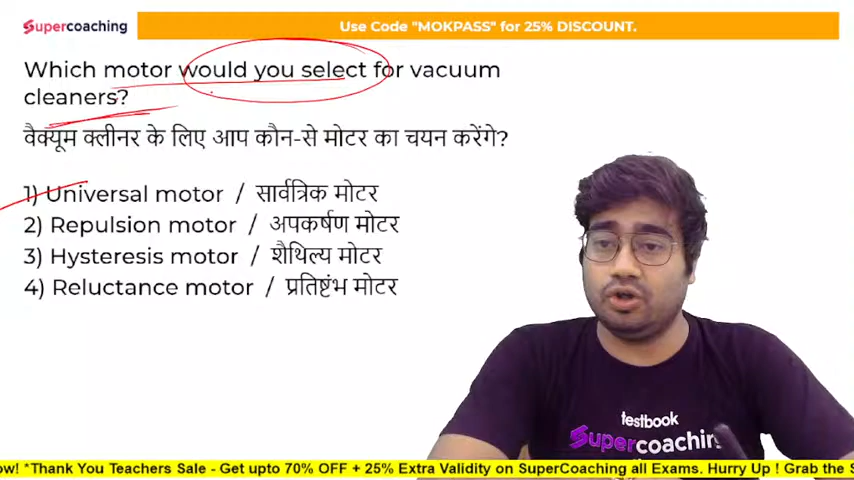 Supercoaching
Use Code "MOKPASS" for 25% DISCOUNT.
Which motor would you select for vacuum
cleaners?
वैक्यूम क्लीनर के लिए आप कौन-से मोटर का चयन करेंगे?
1) Universal motor / सार्वत्रिक मोटर
2) Repulsion motor / अपकर्षण मोटर
3) Hysteresis motor / शैथिल्य मोटर
4) Reluctance motor / प्रतिष्टंभ मोटर
testbook
Supercoaching
ow! *Thank You Teachers Sale - Get upto 70% OFF + 25% Extra Validity on SuperCoaching all Exams. Hurry Up ! Grab the S